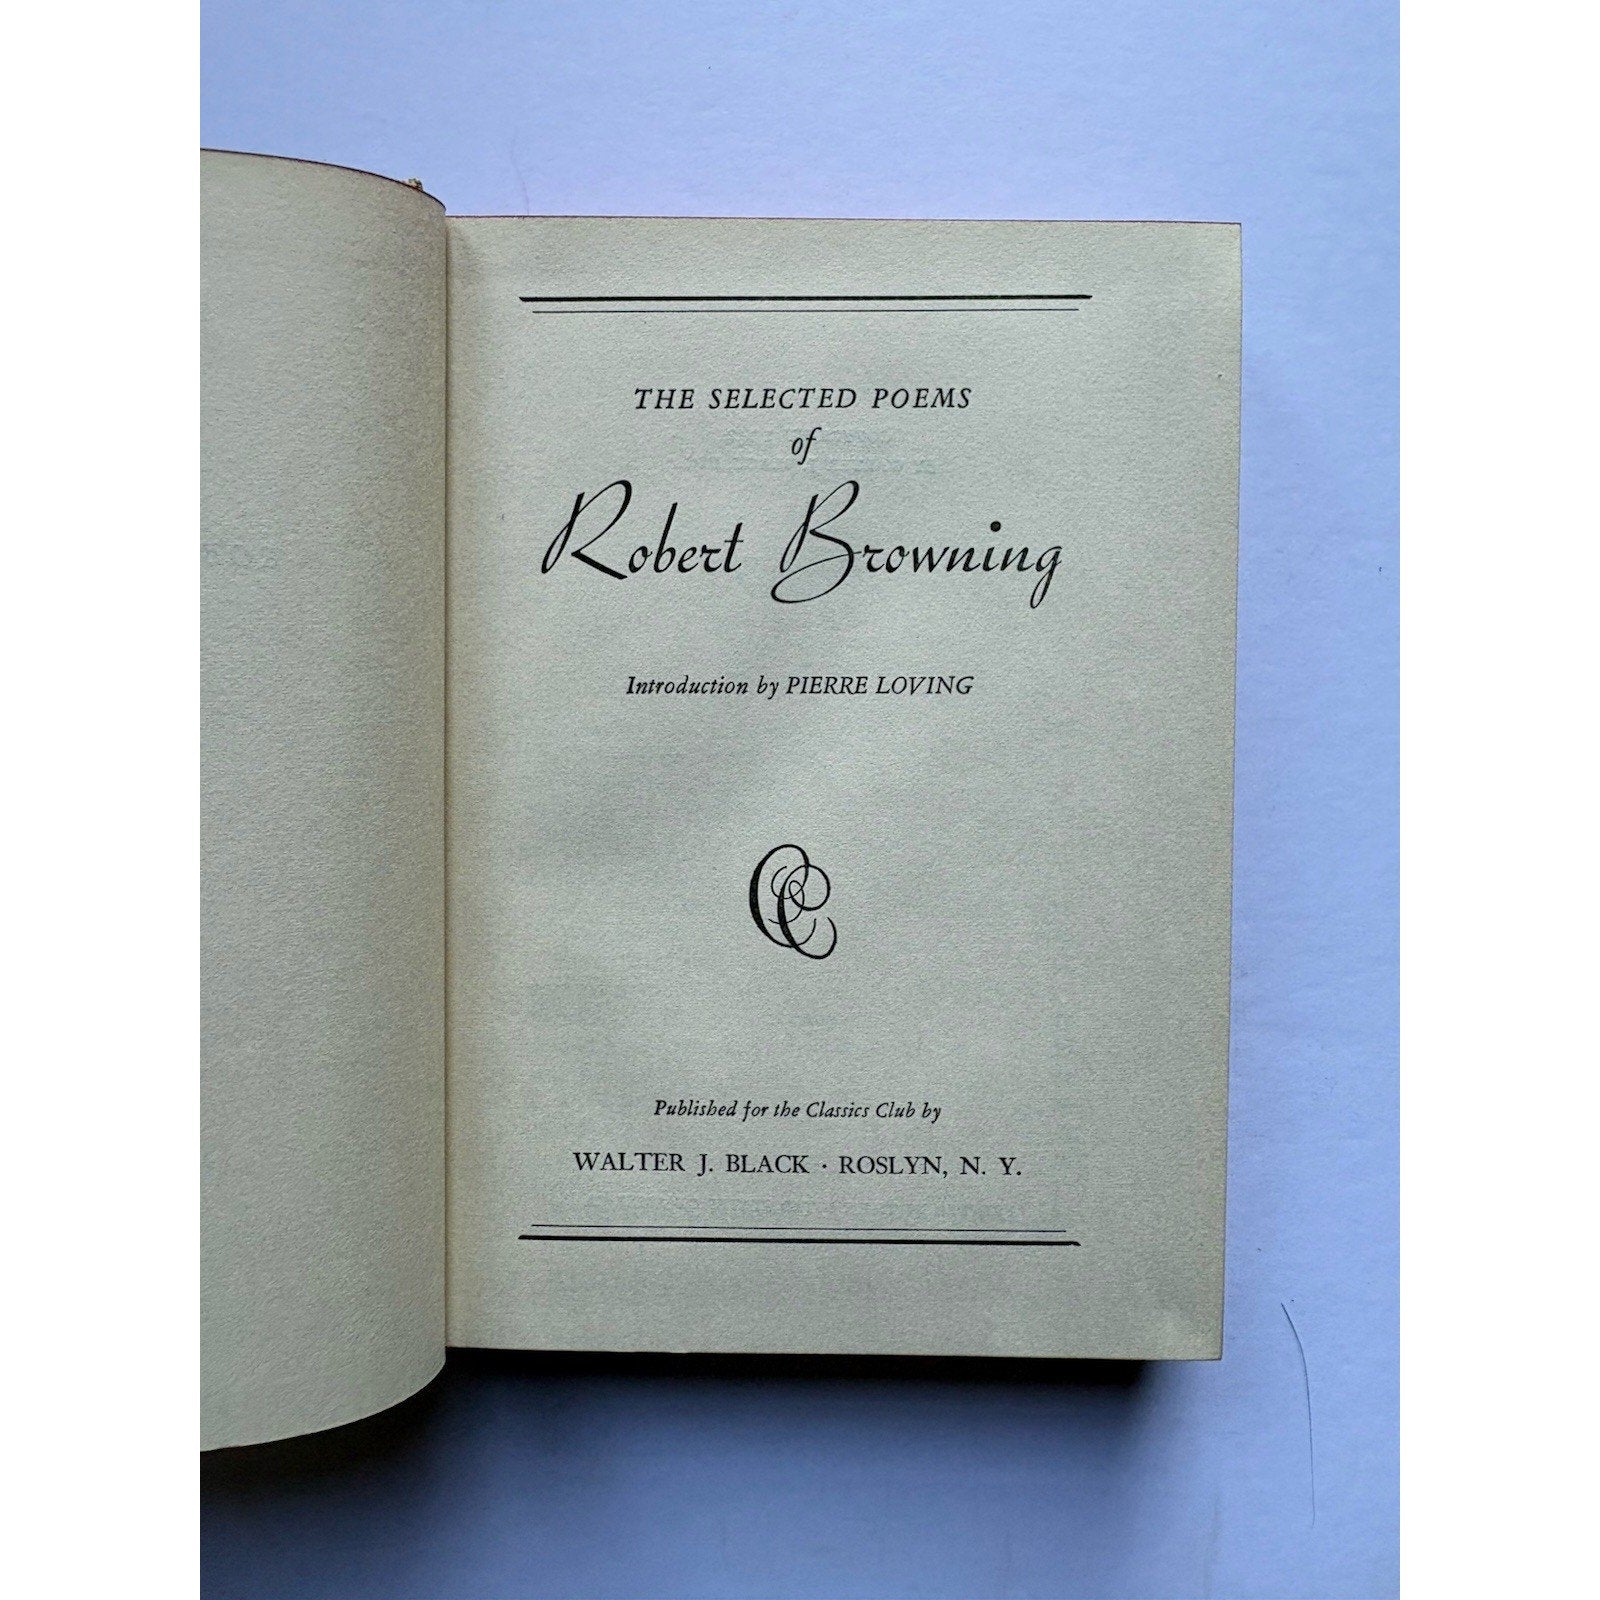 THE SELECTED POEMS
of
Robert Browning
Introduction by PIERRE LOVING
CC
Published for the Classics Club by
WALTER J. BLACK · ROSLYN, N. Y.